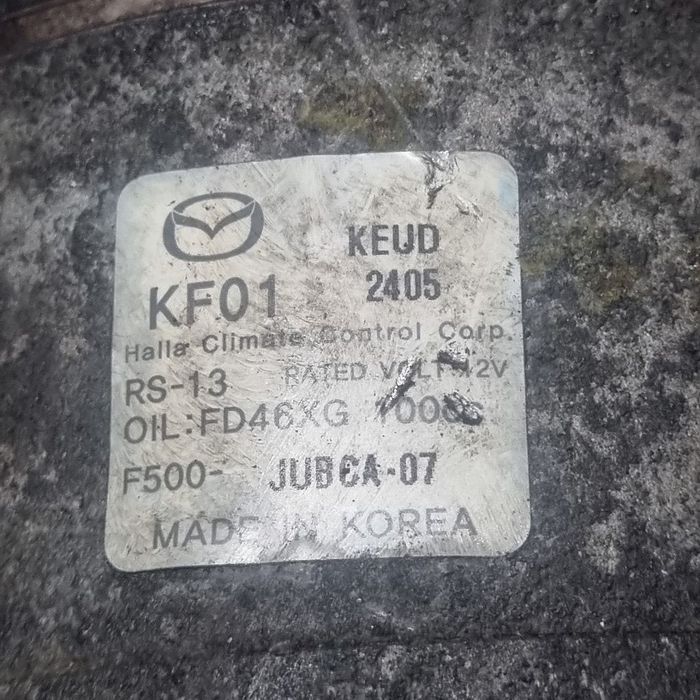 KEUD
KF01 2405
Halla Climate Control Corp.
RS-13 RATED VOLT 12V
OIL:FD46XG
F500- JUBCA-07
MADE IN KOREA